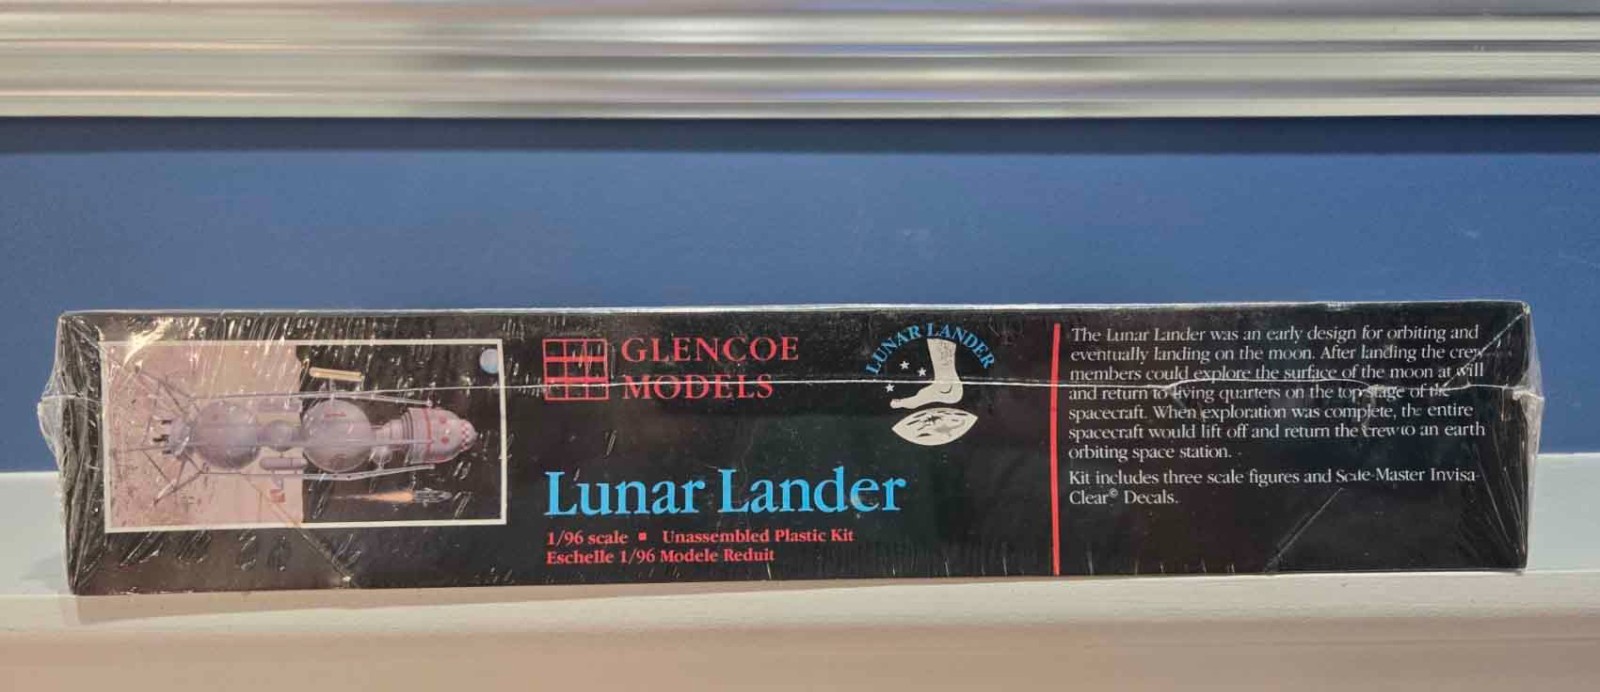 GLENCOE
MODELS
LUNAR LANDER
Lunar Lander
1/96 scale ▪ Unassembled Plastic Kit
Eschelle 1/96 Modele Reduit
The Lunar Lander was an early design for orbiting and
eventually landing on the moon. After landing the crew
members could explore the surface of the moon at will
and return to living quarters on the top stage of the
spacecraft. When exploration was complete, the entire
spacecraft would lift off and return the crew to an earth
orbiting space station.
Kit includes three scale figures and Scale-Master Invisa-
Clear© Decals.